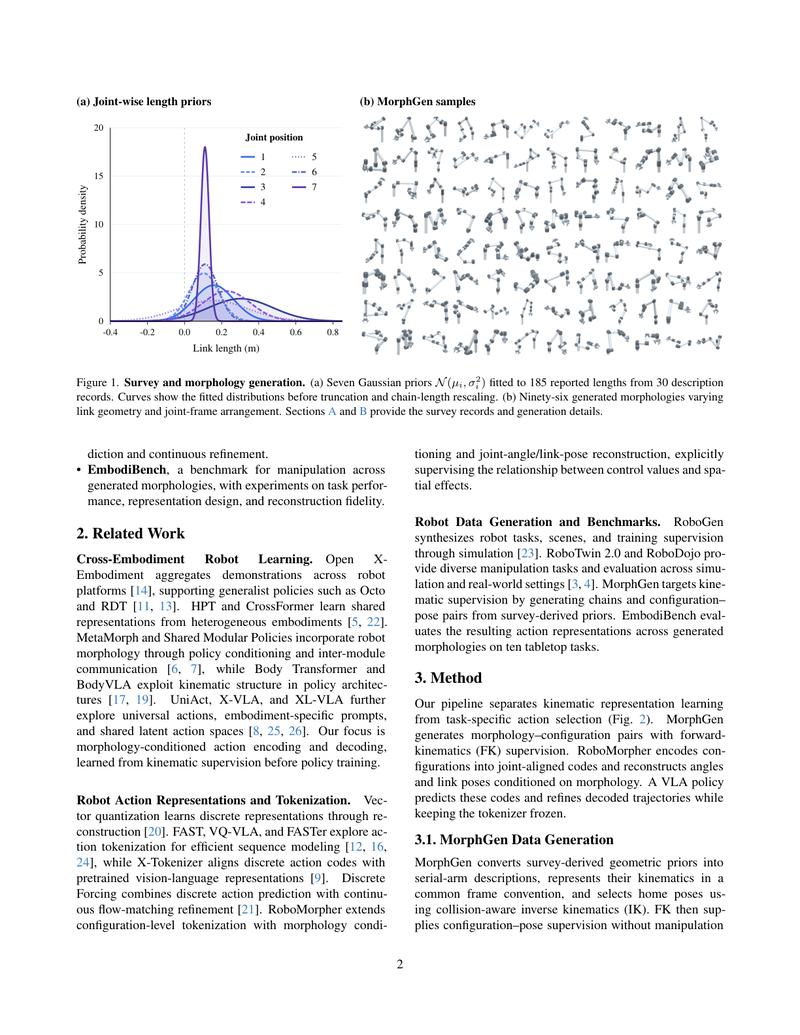 (a) Joint-wise length priors
(b) MorphGen samples
20
15
10
5
0
Probability density
-0.4 -0.2 0.0 0.2 0.4 0.6 0.8
Link length (m)
Joint position
1 5
2 6
3 7
4
Figure 1. Survey and morphology generation. (a) Seven Gaussian priors 𝒩(μᵢ, σᵢ²) fitted to 185 reported lengths from 30 description
records. Curves show the fitted distributions before truncation and chain-length rescaling. (b) Ninety-six generated morphologies varying
link geometry and joint-frame arrangement. Sections A and B provide the survey records and generation details.
diction and continuous refinement.
• EmbodiBench, a benchmark for manipulation across
generated morphologies, with experiments on task perfor-
mance, representation design, and reconstruction fidelity.
2. Related Work
Cross-Embodiment Robot Learning. Open X-
Embodiment aggregates demonstrations across robot
platforms [14], supporting generalist policies such as Octo
and RDT [11, 13]. HPT and CrossFormer learn shared
representations from heterogeneous embodiments [5, 22].
MetaMorph and Shared Modular Policies incorporate robot
morphology through policy conditioning and inter-module
communication [6, 7], while Body Transformer and
BodyVLA exploit kinematic structure in policy architec-
tures [17, 19]. UniAct, X-VLA, and XL-VLA further
explore universal actions, embodiment-specific prompts,
and shared latent action spaces [8, 25, 26]. Our focus is
morphology-conditioned action encoding and decoding,
learned from kinematic supervision before policy training.
Robot Action Representations and Tokenization. Vec-
tor quantization learns discrete representations through re-
construction [20]. FAST, VQ-VLA, and FASTer explore ac-
tion tokenization for efficient sequence modeling [12, 16,
24], while X-Tokenizer aligns discrete action codes with
pretrained vision-language representations [9]. Discrete
Forcing combines discrete action prediction with continu-
ous flow-matching refinement [21]. RoboMorpher extends
configuration-level tokenization with morphology condi-
tioning and joint-angle/link-pose reconstruction, explicitly
supervising the relationship between control values and spa-
tial effects.
Robot Data Generation and Benchmarks. RoboGen
synthesizes robot tasks, scenes, and training supervision
through simulation [23]. RoboTwin 2.0 and RoboDojo pro-
vide diverse manipulation tasks and evaluation across simu-
lation and real-world settings [3, 4]. MorphGen targets kine-
matic supervision by generating chains and configuration–
pose pairs from survey-derived priors. EmbodiBench eval-
uates the resulting action representations across generated
morphologies on ten tabletop tasks.
3. Method
Our pipeline separates kinematic representation learning
from task-specific action selection (Fig. 2). MorphGen
generates morphology–configuration pairs with forward-
kinematics (FK) supervision. RoboMorpher encodes con-
figurations into joint-aligned codes and reconstructs angles
and link poses conditioned on morphology. A VLA policy
predicts these codes and refines decoded trajectories while
keeping the tokenizer frozen.
3.1. MorphGen Data Generation
MorphGen converts survey-derived geometric priors into
serial-arm descriptions, represents their kinematics in a
common frame convention, and selects home poses us-
ing collision-aware inverse kinematics (IK). FK then sup-
plies configuration–pose supervision without manipulation
2